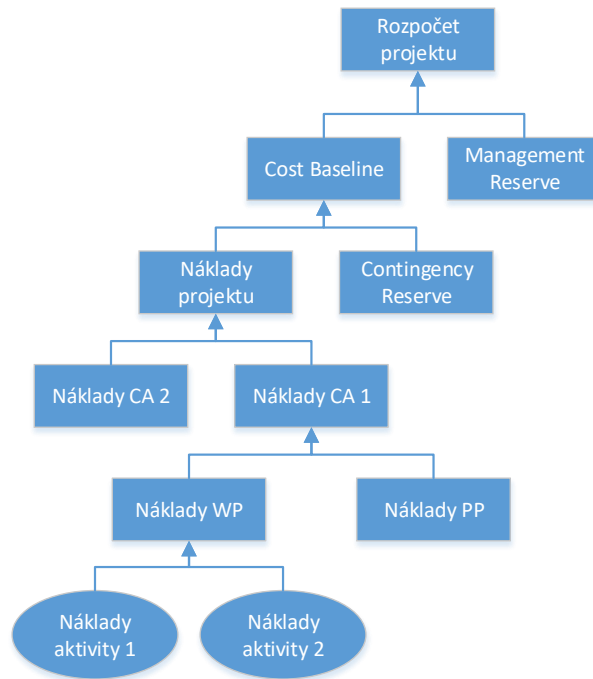 Rozpočet
projektu
Cost Baseline
Management
Reserve
Náklady
projektu
Contingency
Reserve
Náklady CA 2
Náklady CA 1
Náklady WP
Náklady PP
Náklady
aktivity 1
Náklady
aktivity 2